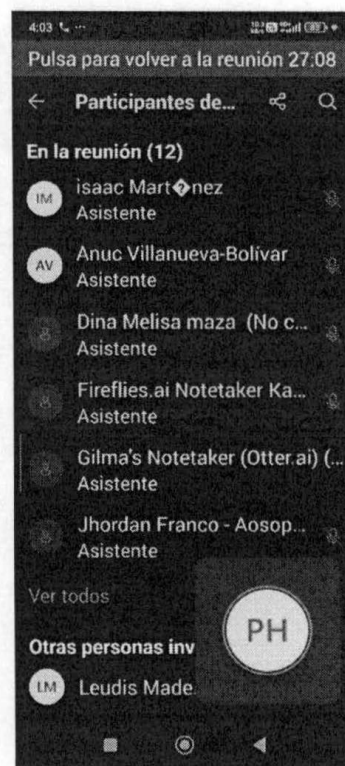 4:03
Pulsa para volver a la reunión 27:08
Participantes de...
En la reunión (12)
IM
isaac Mart�nez
Asistente
AV
Anuc Villanueva-Bolívar
Asistente
Dina Melisa maza (No c...
Asistente
Fireflies.ai Notetaker Ka...
Asistente
Gilma's Notetaker (Otter.ai) (...
Asistente
Jhordan Franco - Aosop...
Asistente
Ver todos
PH
Otras personas inv
LM
Leudis Made